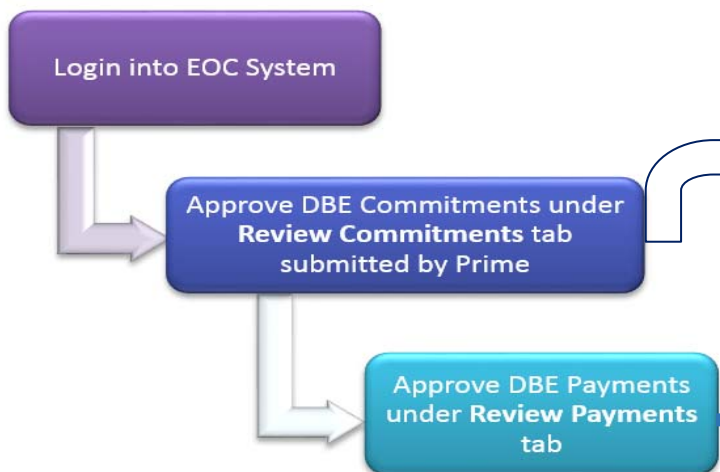 Login into EOC System
Approve DBE Commitments under
Review Commitments tab
submitted by Prime
Approve DBE Payments
under Review Payments
tab